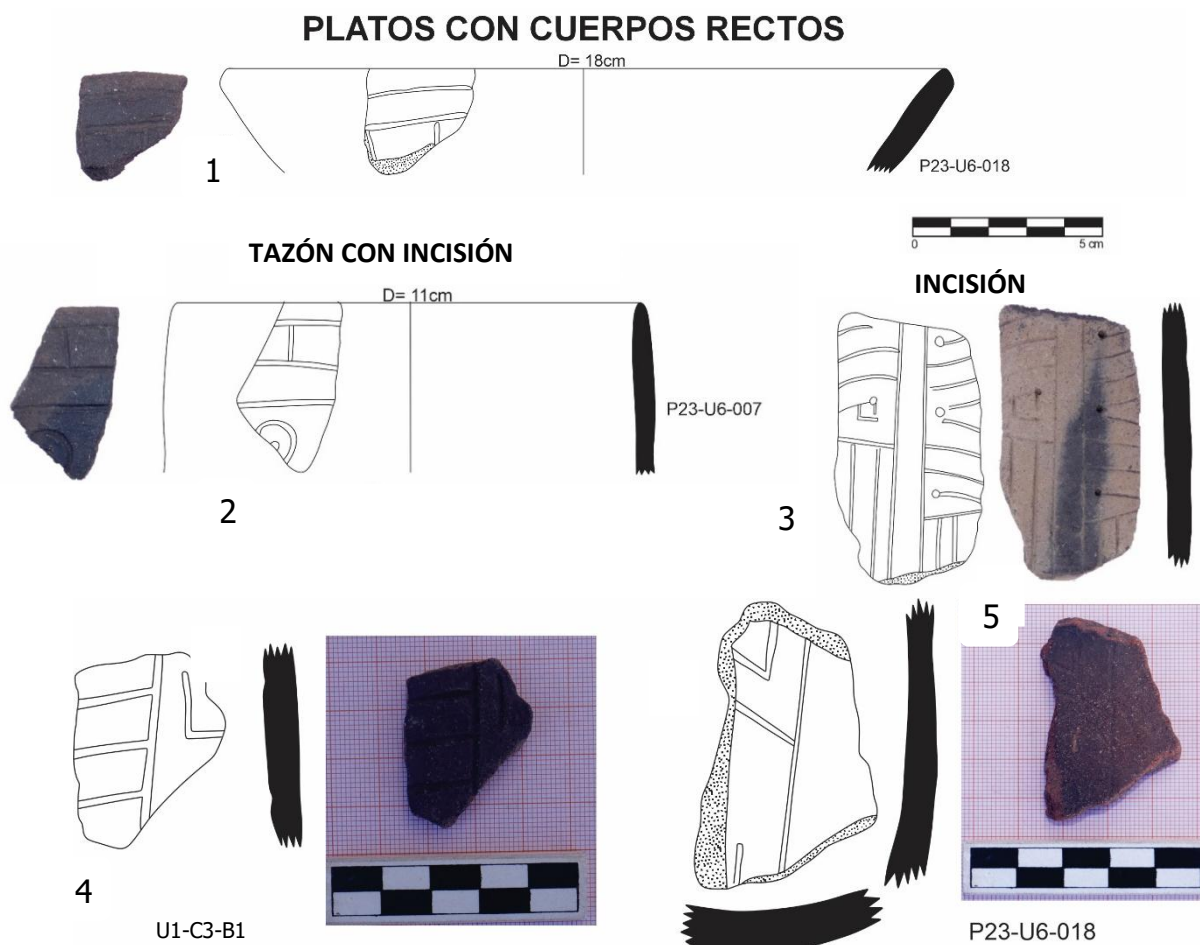 PLATOS CON CUERPOS RECTOS
D= 18cm
1
P23-U6-018
0 5 cm
TAZÓN CON INCISIÓN
D= 11cm
P23-U6-007
2
INCISIÓN
3
4
U1-C3-B1
5
P23-U6-018